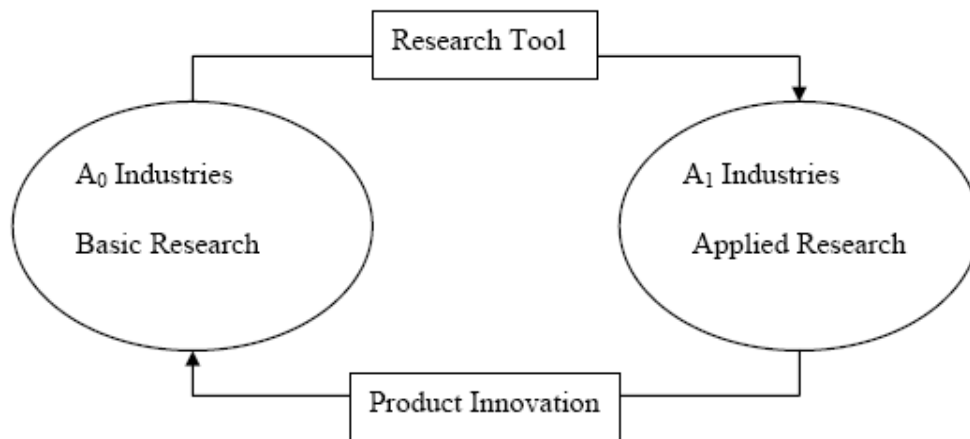 Research Tool
A₀ Industries
Basic Research
A₁ Industries
Applied Research
Product Innovation